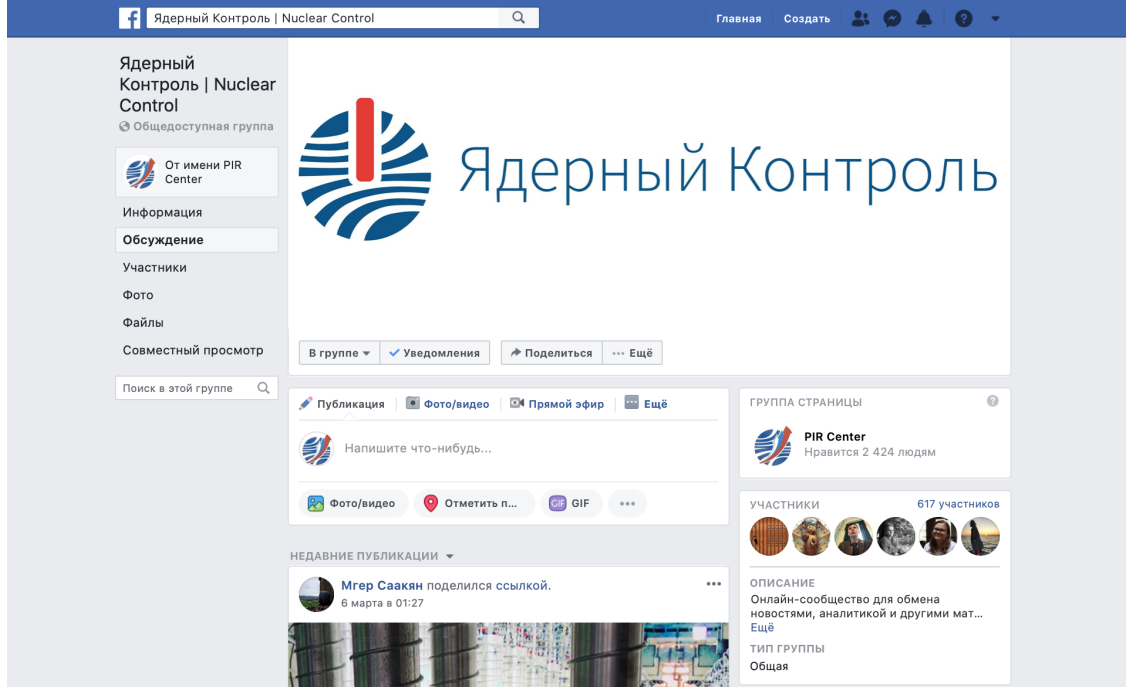 Ядерный Контроль | Nuclear Control
Главная
Создать
Ядерный
Контроль | Nuclear
Control
Общедоступная группа
От имени PIR
Center
Информация
Обсуждение
Участники
Фото
Файлы
Совместный просмотр
Поиск в этой группе
Ядерный Контроль
В группе
Уведомления
Поделиться
Ещё
Публикация
Фото/видео
Прямой эфир
Ещё
Напишите что-нибудь...
Фото/видео
Отметить п...
GIF GIF
НЕДАВНИЕ ПУБЛИКАЦИИ
Мгер Саакян поделился ссылкой.
6 марта в 01:27
ГРУППА СТРАНИЦЫ
PIR Center
Нравится 2 424 людям
УЧАСТНИКИ
617 участников
ОПИСАНИЕ
Онлайн-сообщество для обмена
новостями, аналитикой и другими мат...
Ещё
ТИП ГРУППЫ
Общая